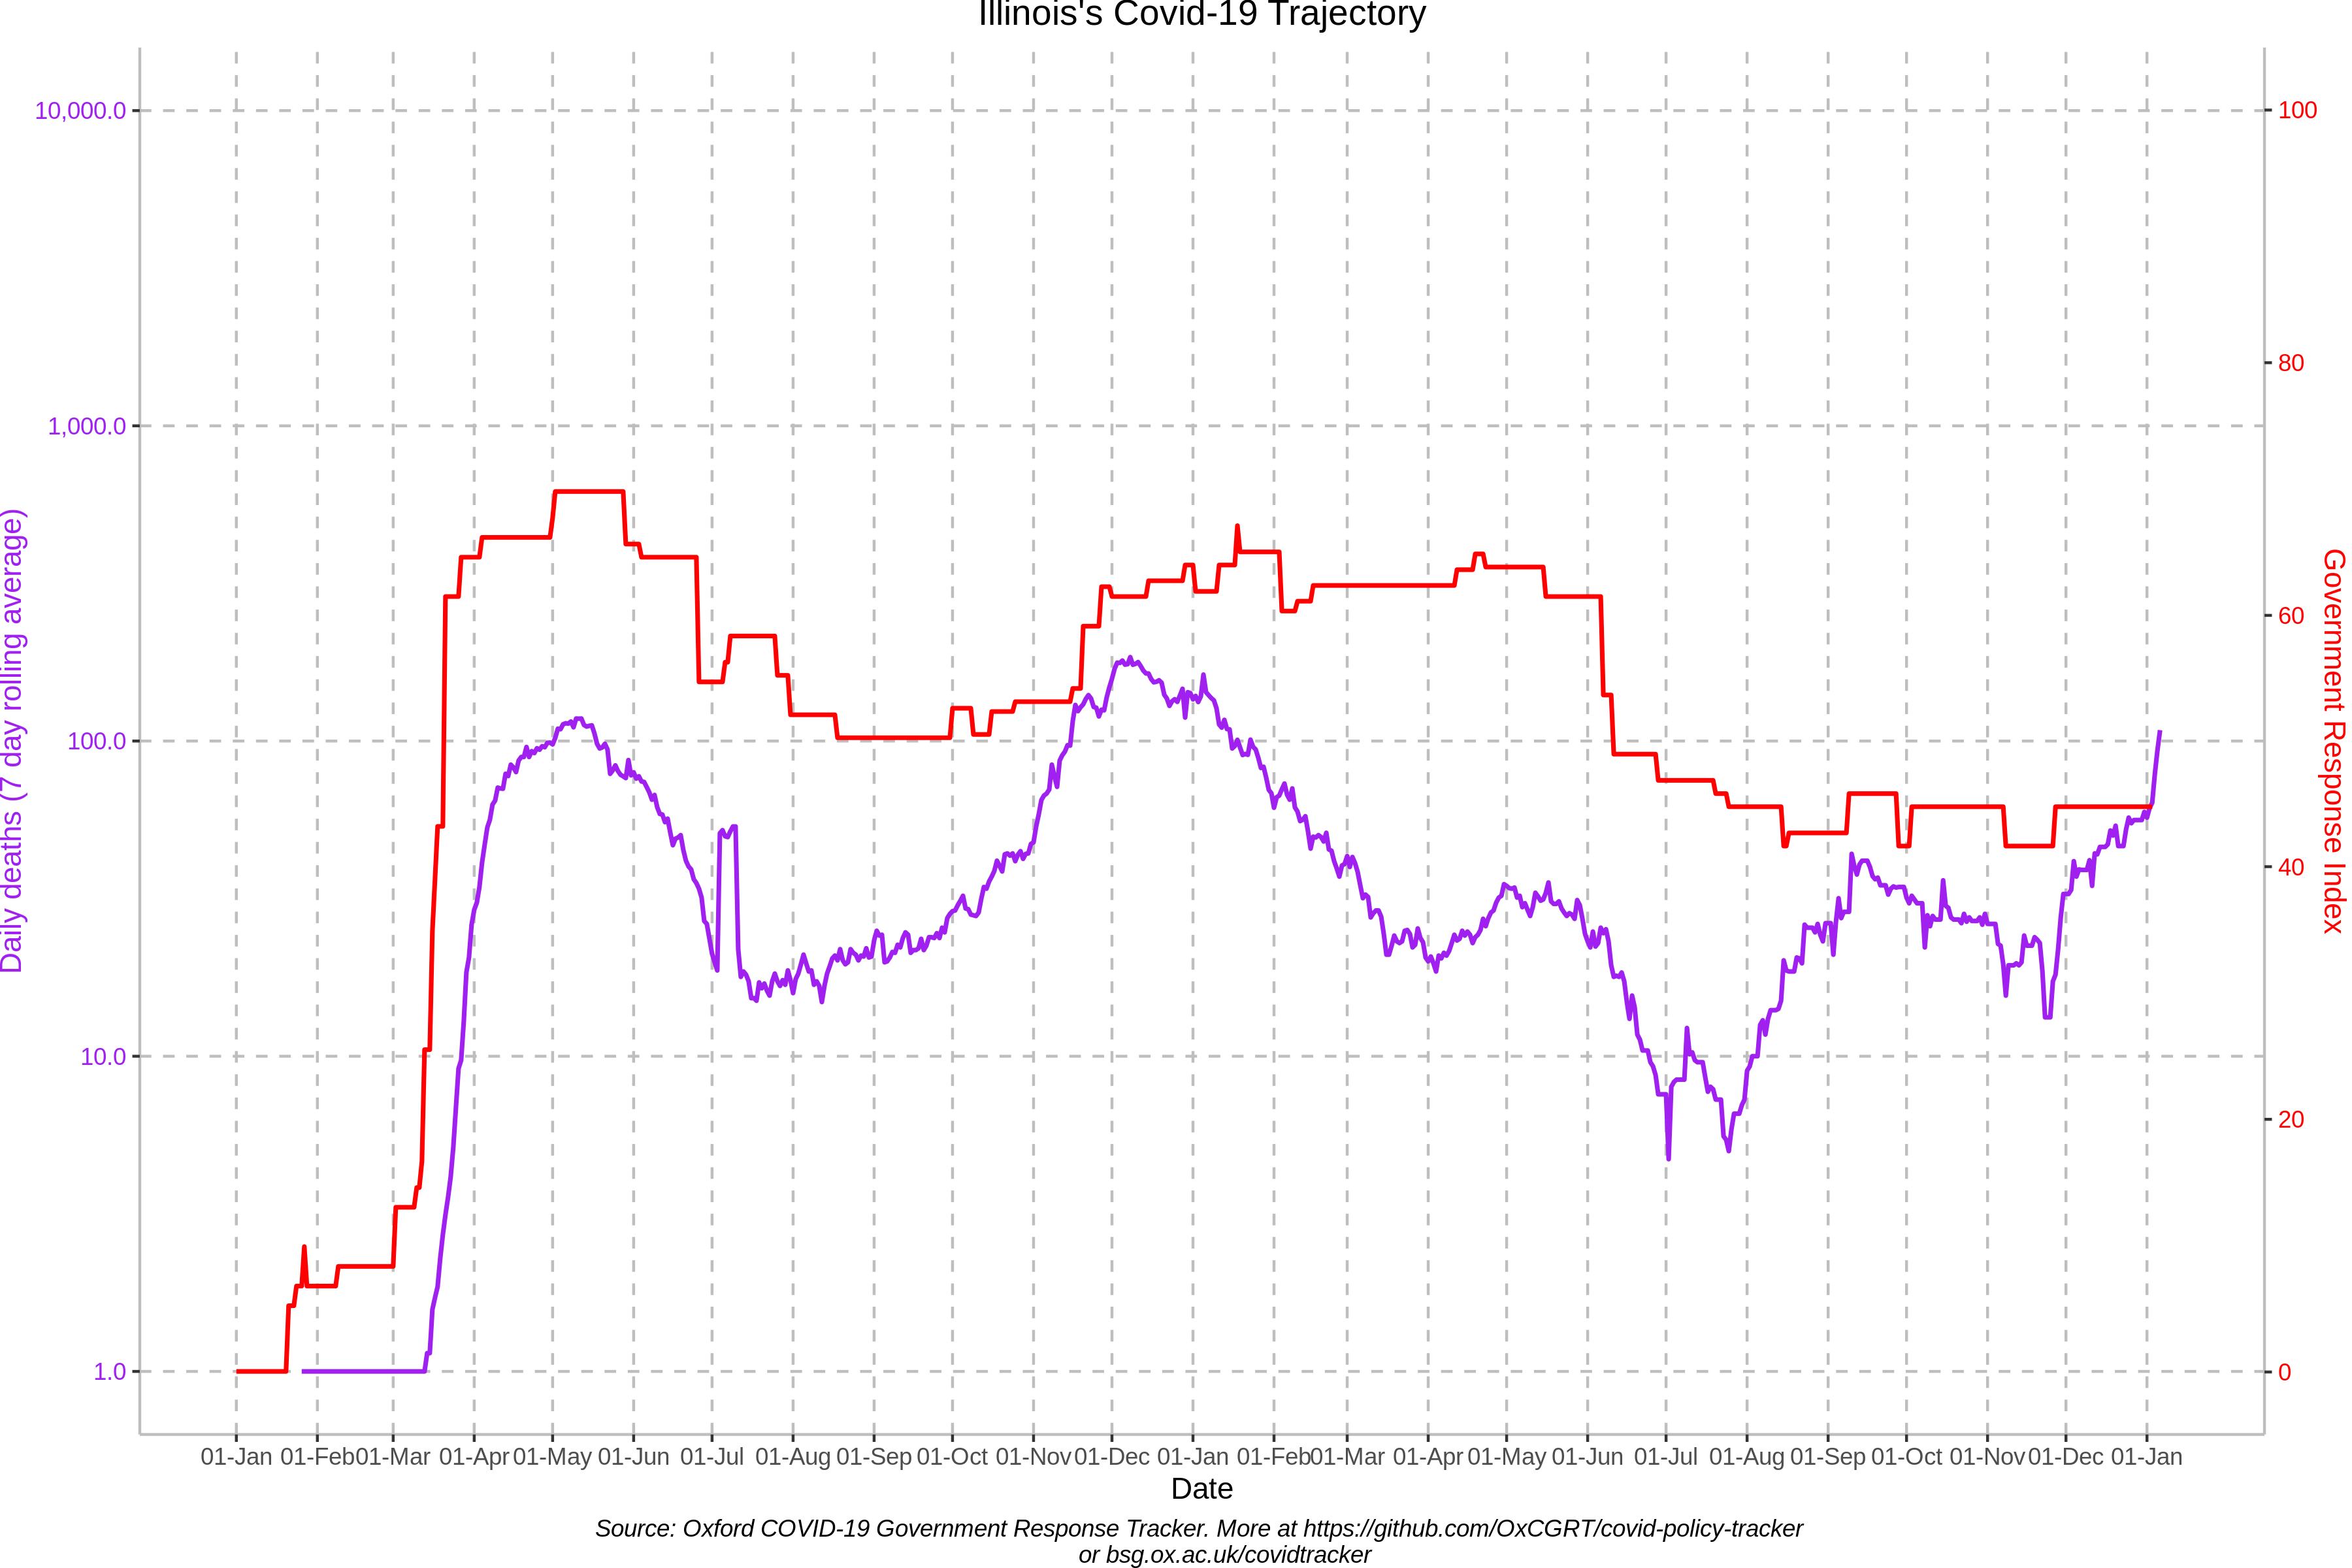 Illinois's Covid-19 Trajectory
10,000.0
1,000.0
100.0
10.0
1.0
Daily deaths (7 day rolling average)
100
80
60
40
20
0
Government Response Index
01-Jan 01-Feb 01-Mar 01-Apr 01-May 01-Jun 01-Jul 01-Aug 01-Sep 01-Oct 01-Nov 01-Dec 01-Jan 01-Feb 01-Mar 01-Apr 01-May 01-Jun 01-Jul 01-Aug 01-Sep 01-Oct 01-Nov 01-Dec 01-Jan
Date
Source: Oxford COVID-19 Government Response Tracker. More at https://github.com/OxCGRT/covid-policy-tracker
or bsg.ox.ac.uk/covidtracker